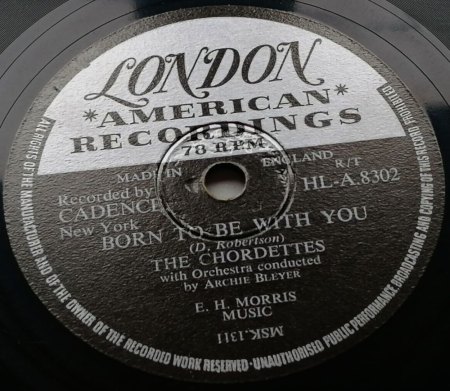 LONDON
*AMERICAN*
RECORDINGS
78 RPM
MADE IN ENGLAND
Recorded by
CADENCE
New York
R/T
HL-A.8302
BORN TO BE WITH YOU
(D. Robertson)
THE CHORDETTES
with Orchestra conducted
by ARCHIE BLEYER
E. H. MORRIS
MUSIC
MSK.1311
ALL RIGHTS OF THE MANUFACTURER AND OF THE OWNER OF THE RECORDED WORK RESERVED · UNAUTHORISED PUBLIC PERFORMANCE, BROADCASTING AND COPYING OF THIS RECORD PROHIBITED